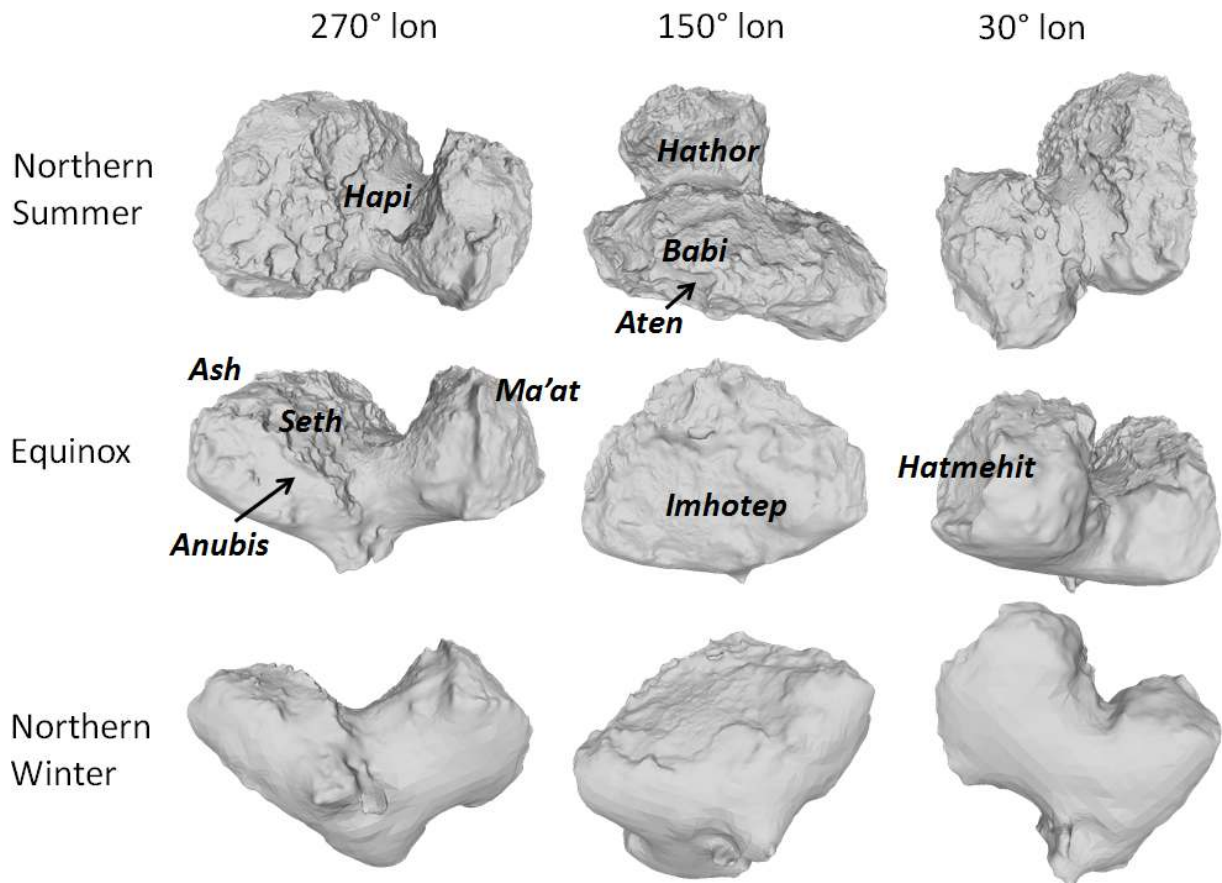 270° lon
150° lon
30° lon
Northern
Summer
Hapi
Hathor
Babi
Aten
Equinox
Ash
Seth
Ma'at
Anubis
Imhotep
Hatmehit
Northern
Winter